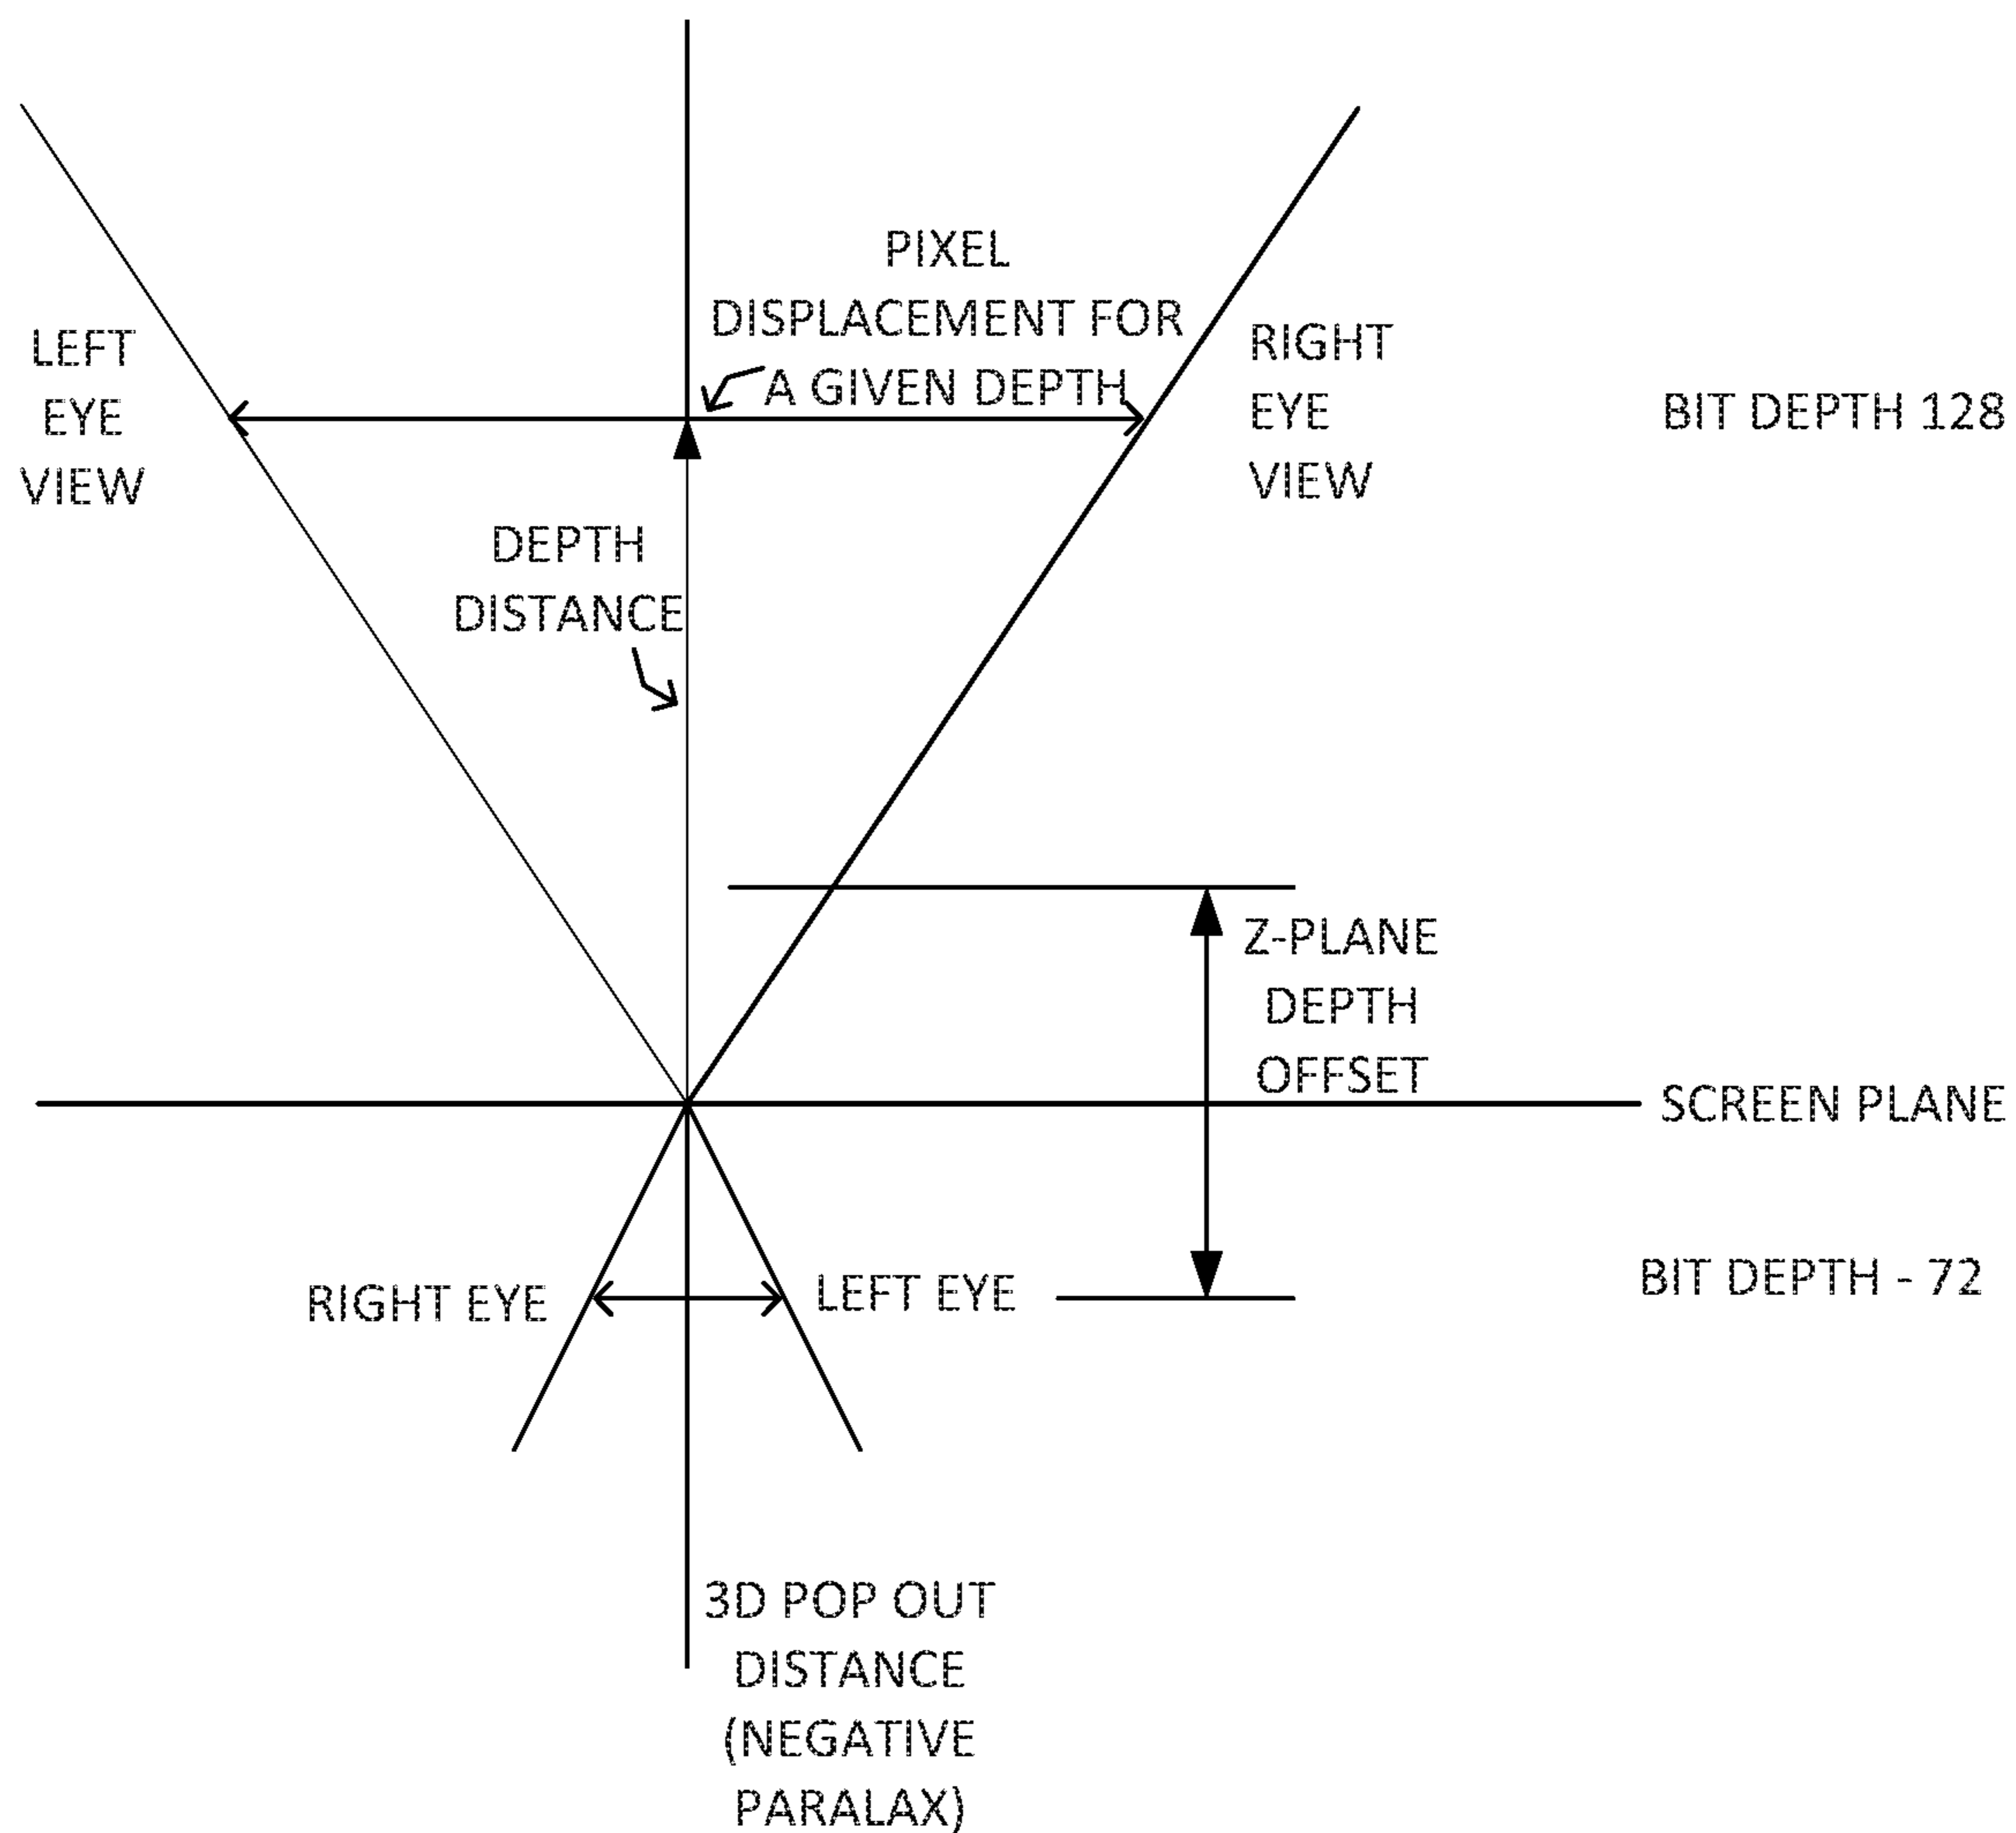 PIXEL
DISPLACEMENT FOR
A GIVEN DEPTH
LEFT
EYE
VIEW
RIGHT
EYE
VIEW
BIT DEPTH 128
DEPTH
DISTANCE
Z-PLANE
DEPTH
OFFSET
SCREEN PLANE
BIT DEPTH - 72
RIGHT EYE
LEFT EYE
3D POP OUT
DISTANCE
(NEGATIVE
PARALAX)